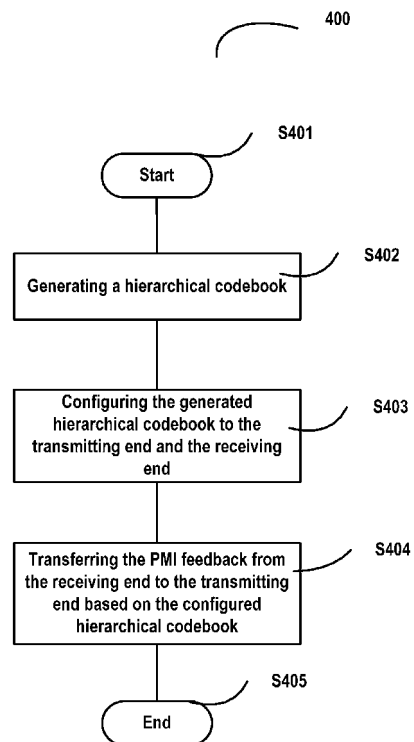 400
S401
Start
S402
Generating a hierarchical codebook
Configuring the generated
hierarchical codebook to the
transmitting end and the receiving
end
S403
Transferring the PMI feedback from
the receiving end to the transmitting
end based on the configured
hierarchical codebook
S404
S405
End